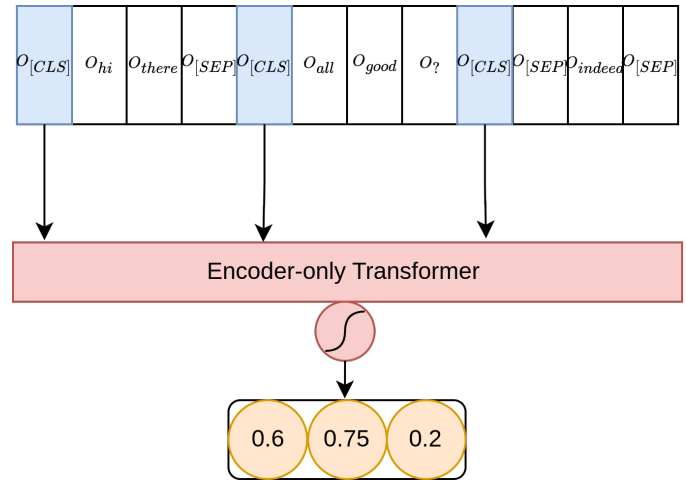 O[CLS] Ohi Othere O[SEP] O[CLS] Oall Ogood O? O[CLS] O[SEP] Oindeed O[SEP]
Encoder-only Transformer
0.6 0.75 0.2